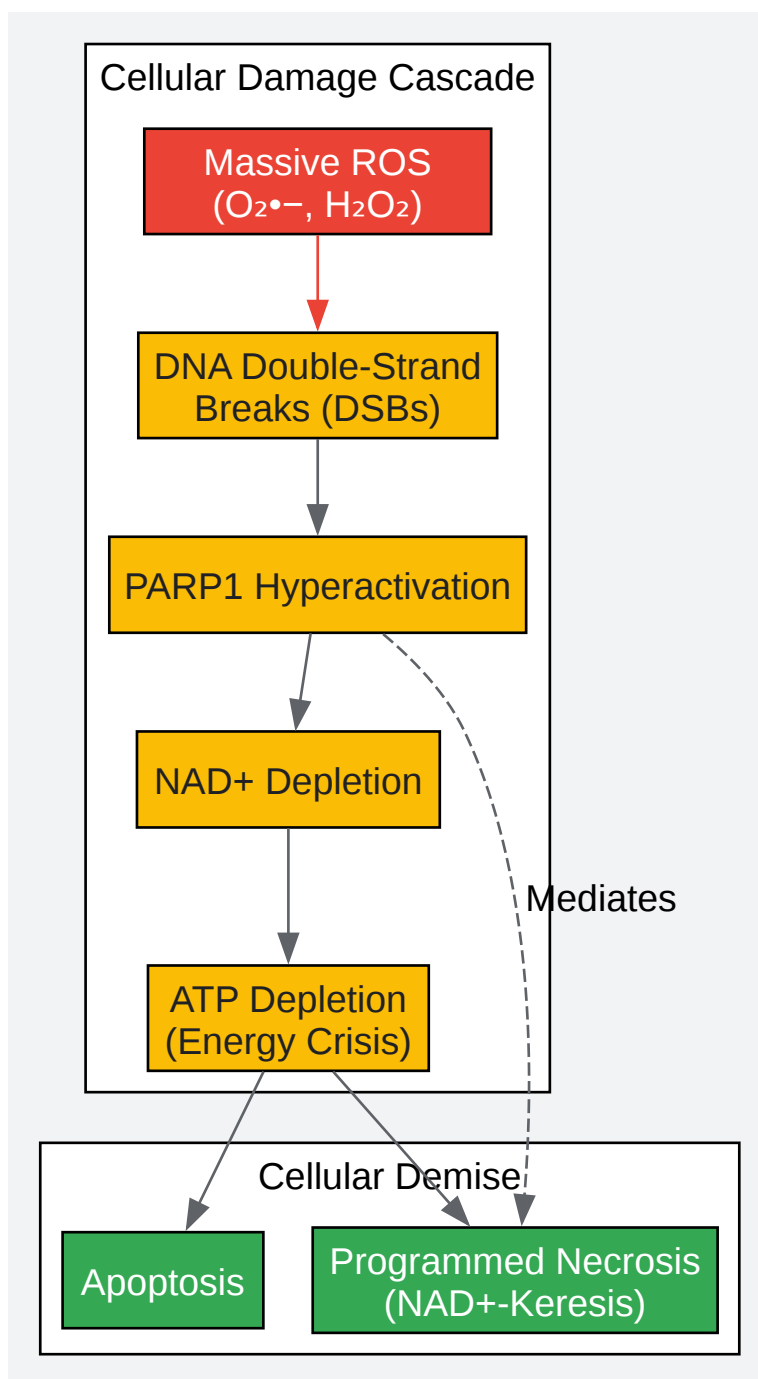 Cellular Damage Cascade
Massive ROS
(O₂•−, H₂O₂)
DNA Double-Strand
Breaks (DSBs)
PARP1 Hyperactivation
NAD+ Depletion
Mediates
ATP Depletion
(Energy Crisis)
Cellular Demise
Apoptosis
Programmed Necrosis
(NAD+-Keresis)